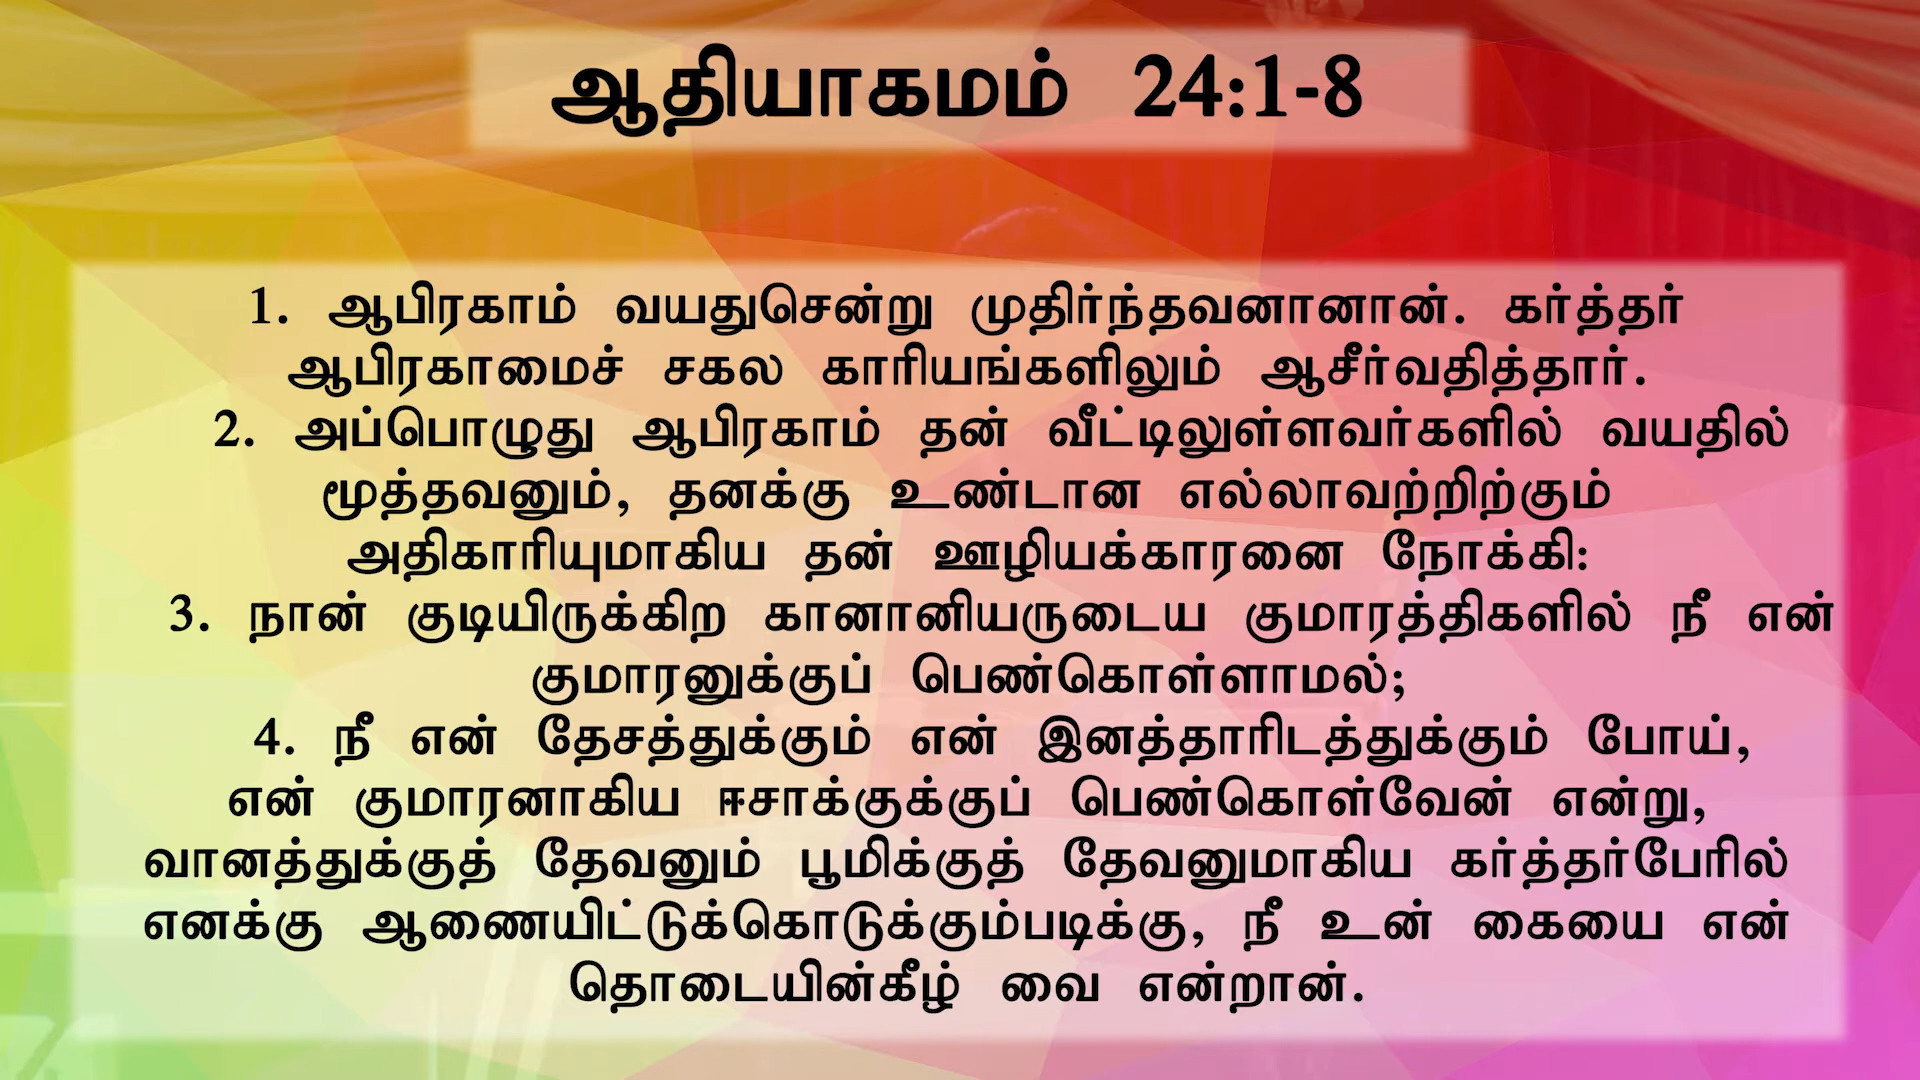 ஆதியாகமம் 24:1-8
1. ஆபிரகாம் வயதுசென்று முதிர்ந்தவனானான். கர்த்தர்
ஆபிரகாமைச் சகல காரியங்களிலும் ஆசீர்வதித்தார்.
2. அப்பொழுது ஆபிரகாம் தன் வீட்டிலுள்ளவர்களில் வயதில்
மூத்தவனும், தனக்கு உண்டான எல்லாவற்றிற்கும்
அதிகாரியுமாகிய தன் ஊழியக்காரனை நோக்கி:
3. நான் குடியிருக்கிற கானானியருடைய குமாரத்திகளில் நீ என்
குமாரனுக்குப் பெண்கொள்ளாமல்;
4. நீ என் தேசத்துக்கும் என் இனத்தாரிடத்துக்கும் போய்,
என் குமாரனாகிய ஈசாக்குக்குப் பெண்கொள்வேன் என்று,
வானத்துக்குத் தேவனும் பூமிக்குத் தேவனுமாகிய கர்த்தர்பேரில்
எனக்கு ஆணையிட்டுக்கொடுக்கும்படிக்கு, நீ உன் கையை என்
தொடையின்கீழ் வை என்றான்.